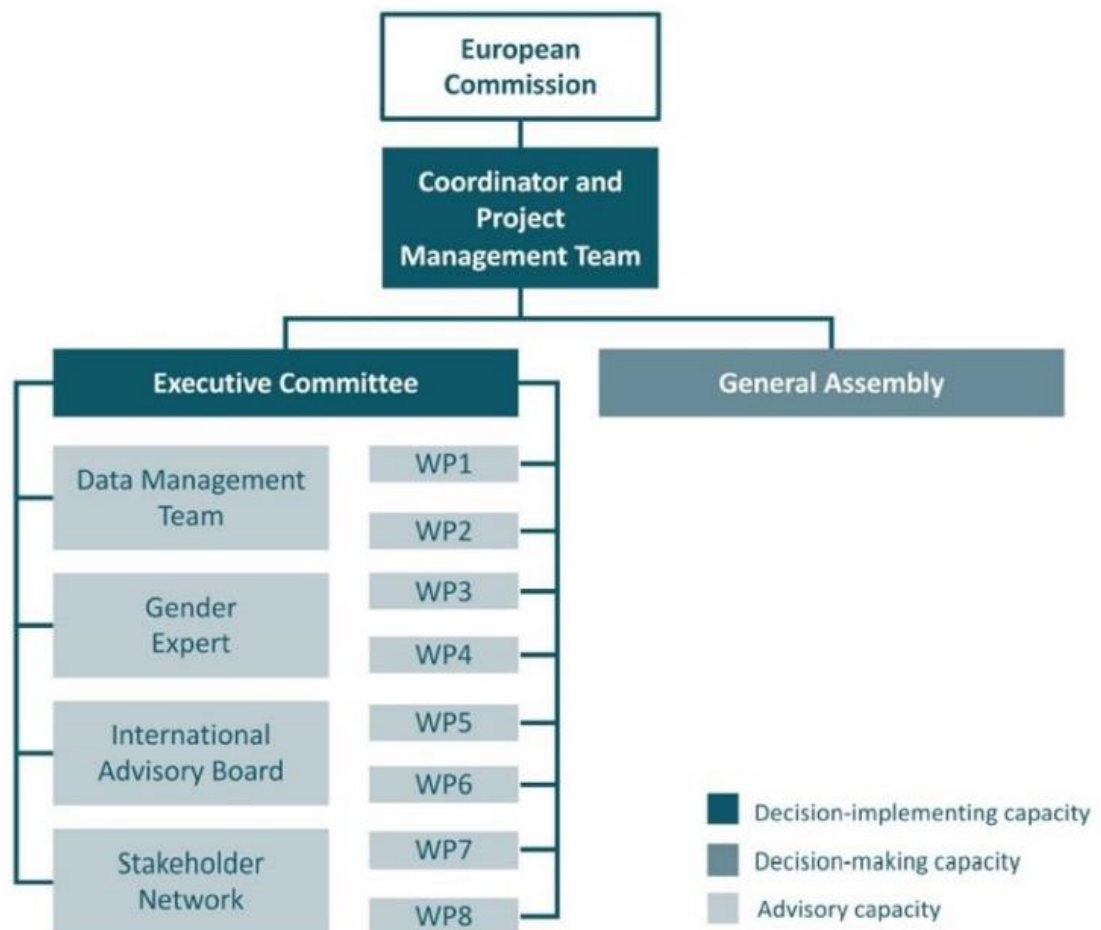 European
Commission
Coordinator and
Project
Management Team
Executive Committee
General Assembly
Data Management
Team
Gender
Expert
International
Advisory Board
Stakeholder
Network
WP1
WP2
WP3
WP4
WP5
WP6
WP7
WP8
Decision-implementing capacity
Decision-making capacity
Advisory capacity